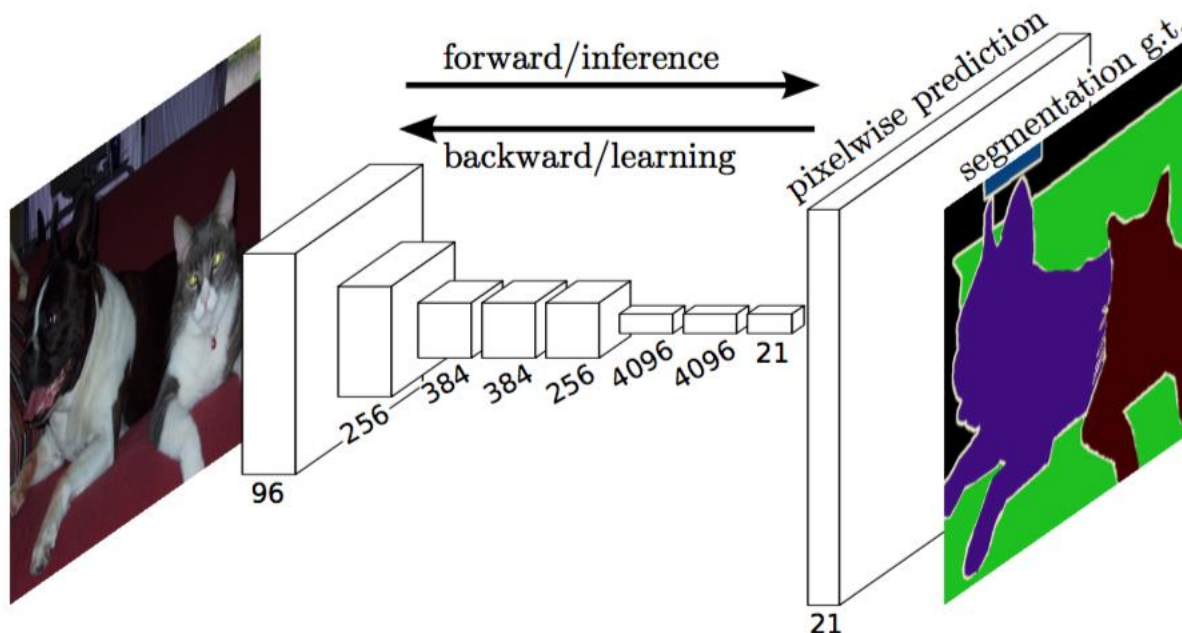 forward/inference
backward/learning
pixelwise prediction
segmentation g.t.
96
256
384
384
256
4096
4096
21
21